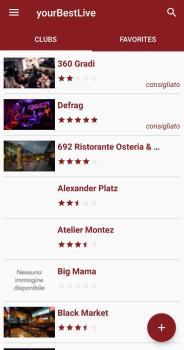 yourBestLive
CLUBS
FAVORITES
360 Gradi
consigliato
Defrag
consigliato
692 Ristorante Osteria & ...
Alexander Platz
Atelier Montez
Nessuna
immagine
disponibile
Big Mama
Black Market
+